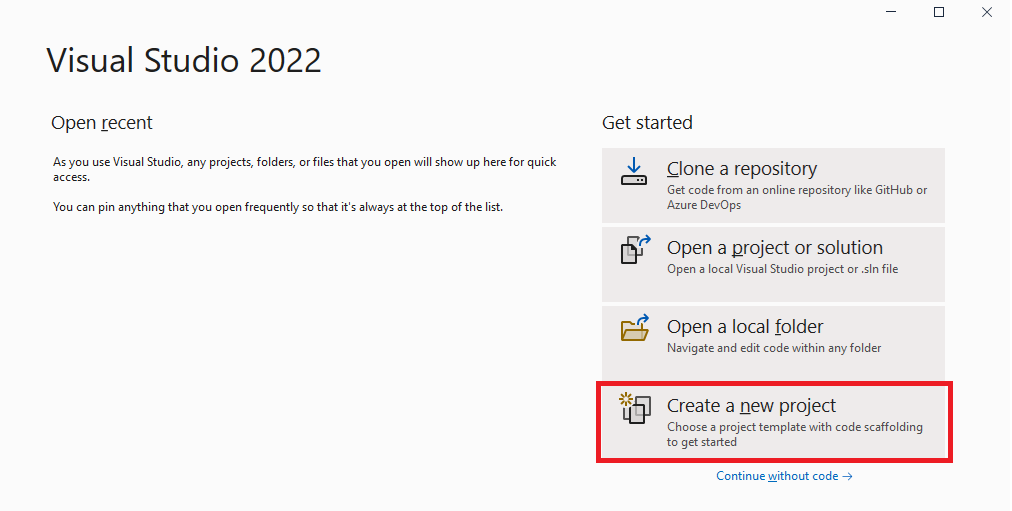 Visual Studio 2022
Open recent
As you use Visual Studio, any projects, folders, or files that you open will show up here for quick
access.
You can pin anything that you open frequently so that it's always at the top of the list.
Get started
Clone a repository
Get code from an online repository like GitHub or
Azure DevOps
Open a project or solution
Open a local Visual Studio project or .sln file
Open a local folder
Navigate and edit code within any folder
Create a new project
Choose a project template with code scaffolding
to get started
Continue without code →